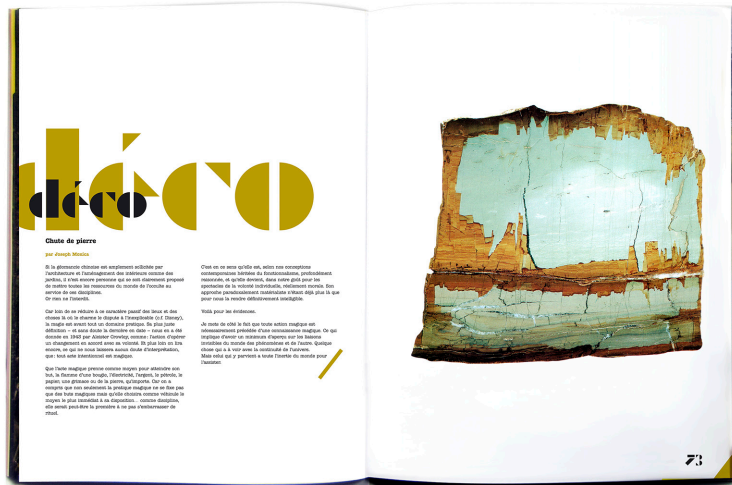 déco
déco
Chute de pierre
par Joseph Monka
Si la géomancie chinoise est amplement sollicitée par
l'architecture et l'aménagement des intérieurs comme des
jardins, il n'est encore personne qui se soit clairement proposé
de mettre toutes les ressources du monde de l'occulte au
service de ces disciplines.
Or rien ne l'interdit.
Car loin de se réduire à ce caractère passif des lieux et des
choses là où le charme le dispute à l'inexplicable (c.f. Disney),
la magie est avant tout un domaine pratique. Sa plus juste
définition – et sans doute la dernière en date – nous en a été
donnée en 1943 par Aleister Crowley, comme: l'action d'opérer
un changement en accord avec sa volonté. Et plus loin on lira
encore, ce qui ne nous laissera aucun doute d'interprétation,
que: tout acte intentionnel est magique.
Que l'acte magique prenne comme moyen pour atteindre son
but, la flamme d'une bougie, l'électricité, l'argent, le pétrole, le
papier, une grimace ou de la pierre, qu'importe. Car on a
compris que non seulement la pratique magique ne se fixe pas
que des buts magiques mais qu'elle choisira comme véhicule le
moyen le plus immédiat à sa disposition... comme discipline,
elle serait peut-être la première à ne pas s'embarrasser de
rituel.
C'est en ce sens qu'elle est, selon nos conceptions
contemporaines héritées du fonctionnalisme, profondément
raisonnée, et qu'elle devient, dans notre goût pour les
spectacles de la volonté individuelle, réellement morale. Son
approche paradoxalement matérialiste n'étant déjà plus là que
pour nous la rendre définitivement intelligible.
Voilà pour les évidences.
Je mets de côté le fait que toute action magique est
nécessairement précédée d'une connaissance magique. Ce qui
implique d'avoir un minimum d'aperçu sur les liaisons
invisibles du monde des phénomènes et de l'autre. Quelque
chose qui a à voir avec la continuité de l'univers.
Mais celui qui y parvient a toute l'inertie du monde pour
l'assister.
73